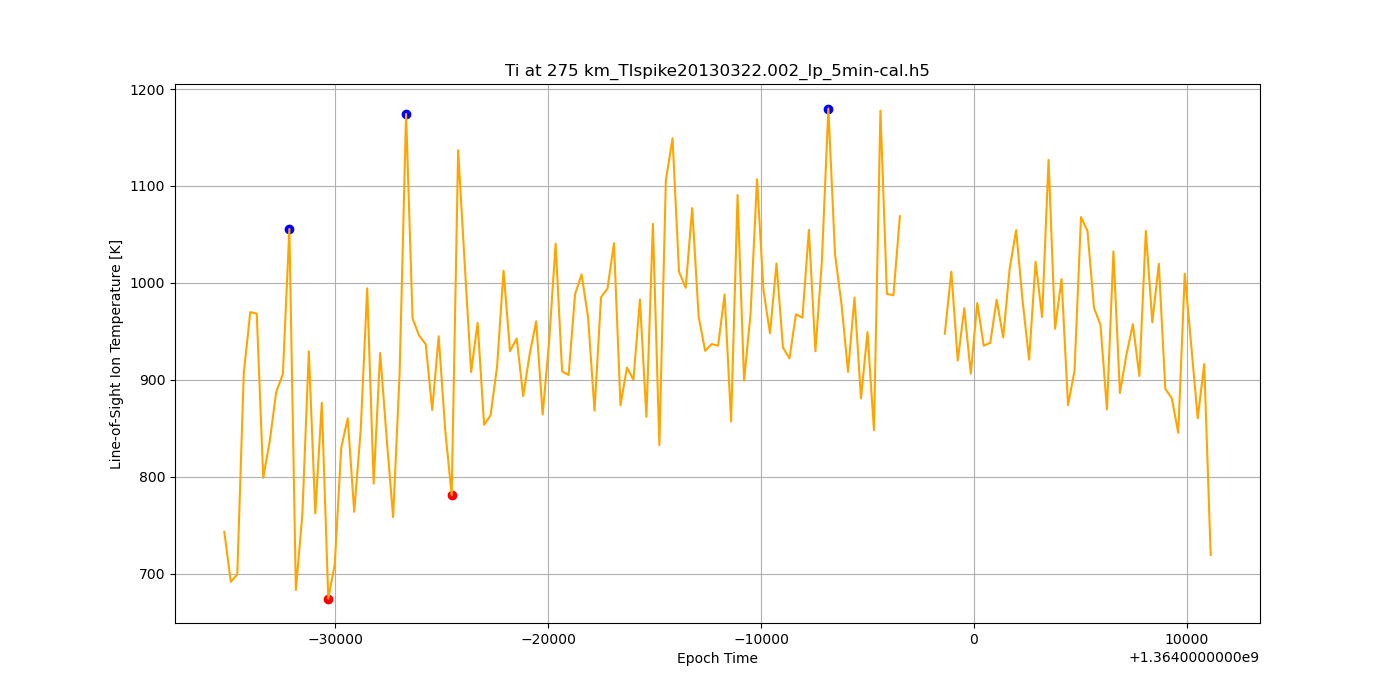 Ti at 275 km_TIspike20130322.002_lp_5min-cal.h5
Line-of-Sight Ion Temperature [K]
1200
1100
1000
900
800
700
−30000
−20000
−10000
0
10000
Epoch Time
+1.3640000000e9